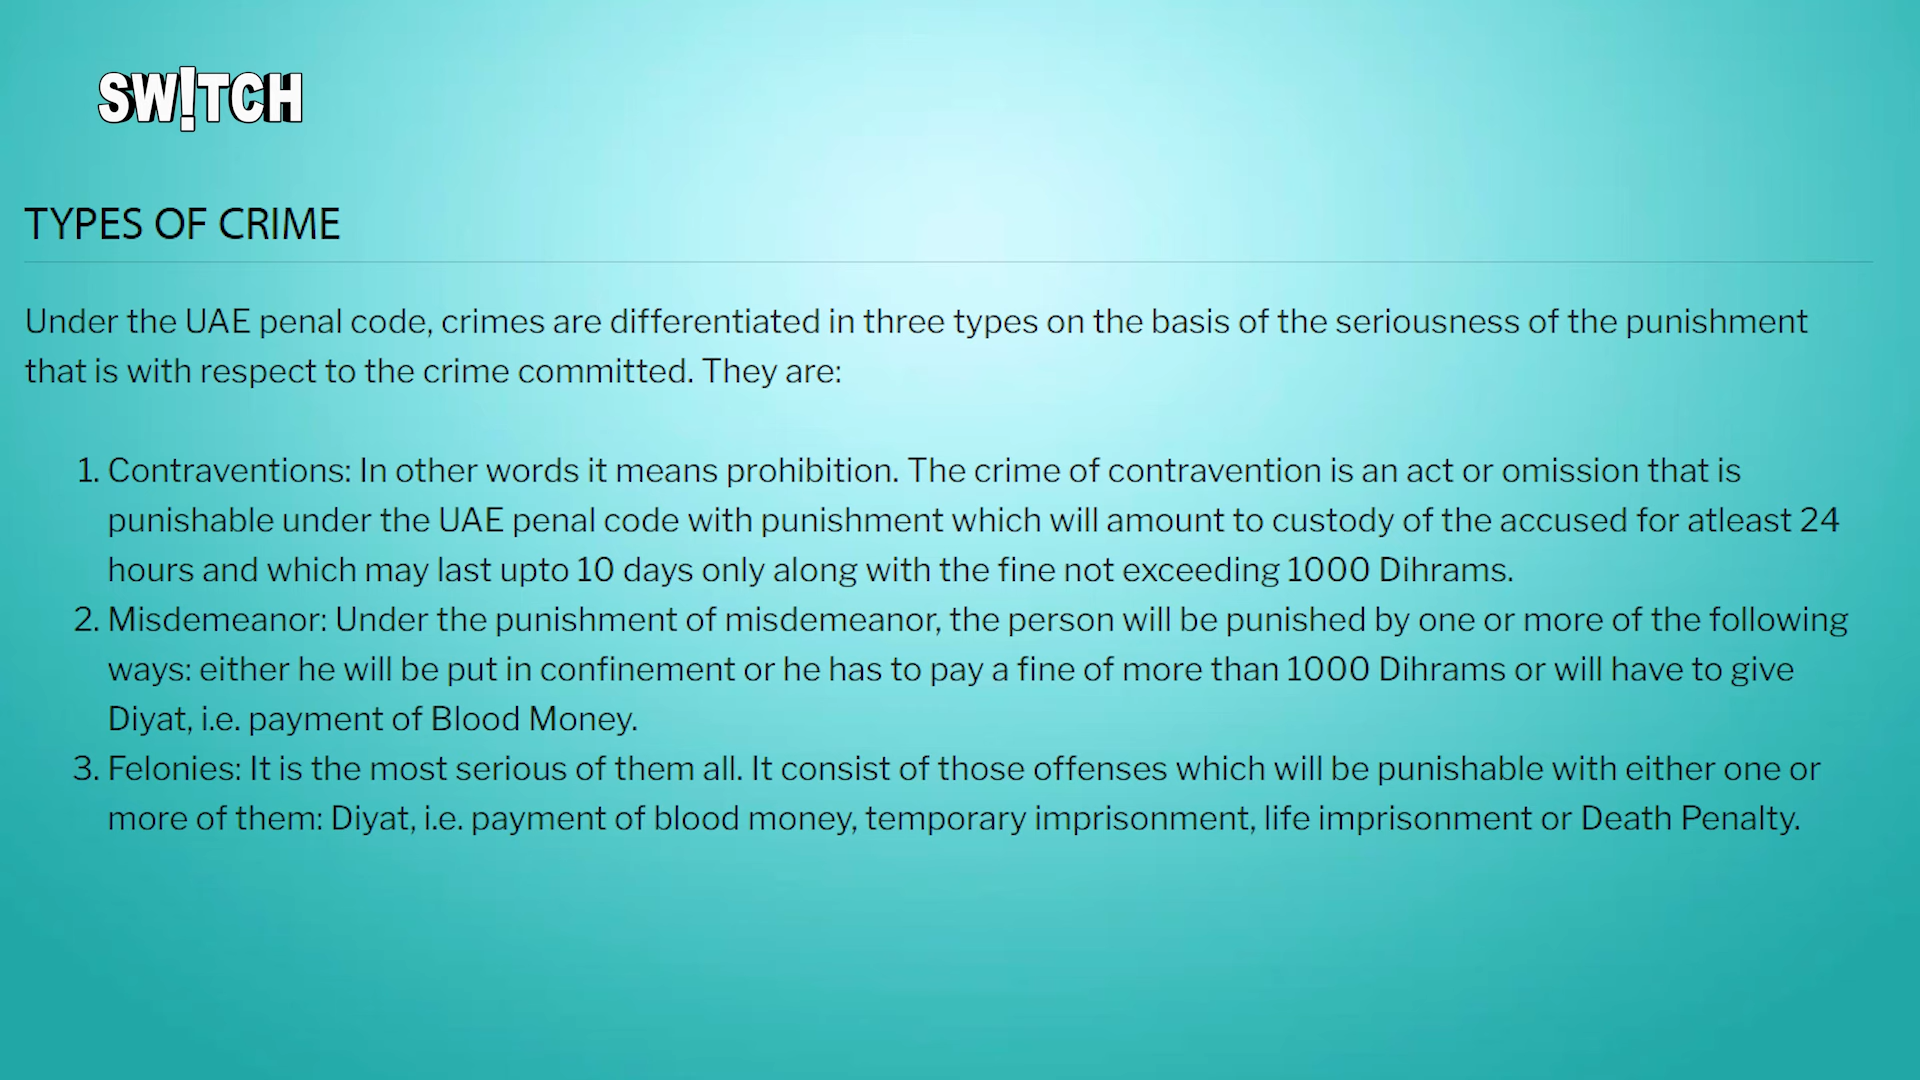 SW!TCH
TYPES OF CRIME
Under the UAE penal code, crimes are differentiated in three types on the basis of the seriousness of the punishment
that is with respect to the crime committed. They are:
1. Contraventions: In other words it means prohibition. The crime of contravention is an act or omission that is
punishable under the UAE penal code with punishment which will amount to custody of the accused for atleast 24
hours and which may last upto 10 days only along with the fine not exceeding 1000 Dihrams.
2. Misdemeanor: Under the punishment of misdemeanor, the person will be punished by one or more of the following
ways: either he will be put in confinement or he has to pay a fine of more than 1000 Dihrams or will have to give
Diyat, i.e. payment of Blood Money.
3. Felonies: It is the most serious of them all. It consist of those offenses which will be punishable with either one or
more of them: Diyat, i.e. payment of blood money, temporary imprisonment, life imprisonment or Death Penalty.